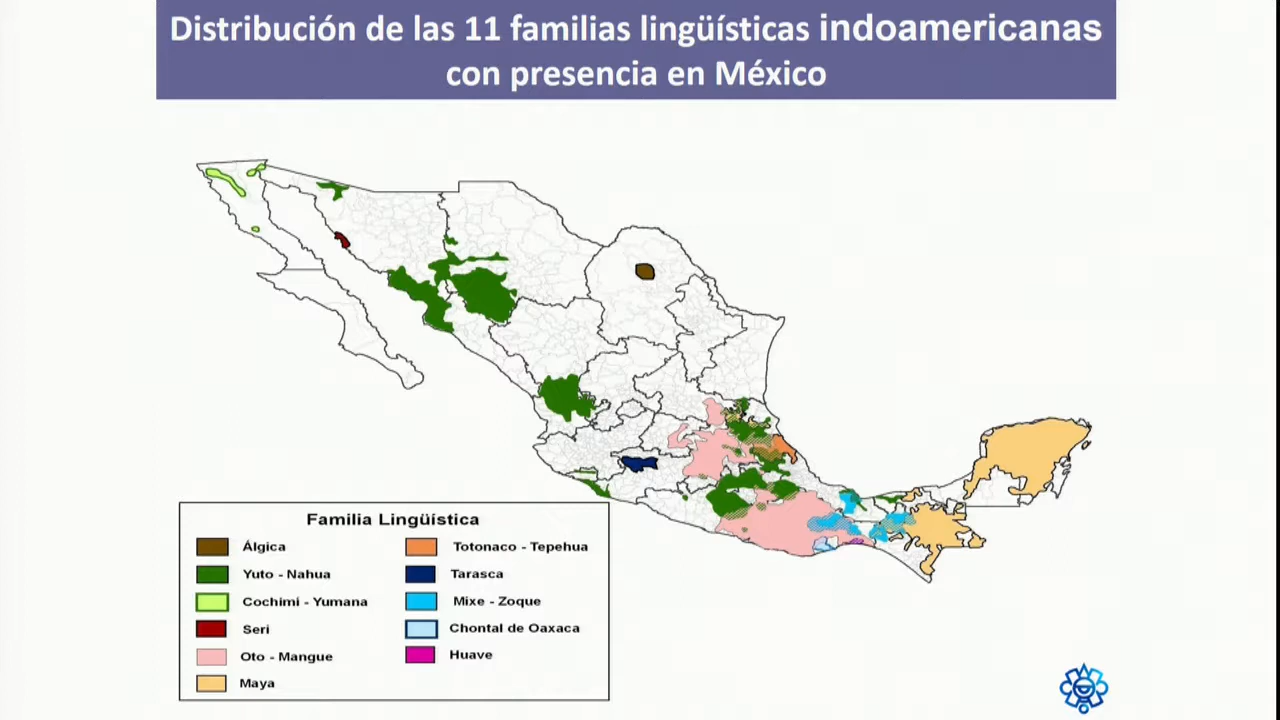 Distribución de las 11 familias lingüísticas indoamericanas
con presencia en México
Familia Lingüística
Álgica
Yuto - Nahua
Cochimi - Yumana
Seri
Oto - Mangue
Maya
Totonaco - Tepehua
Tarasca
Mixe - Zoque
Chontal de Oaxaca
Huave